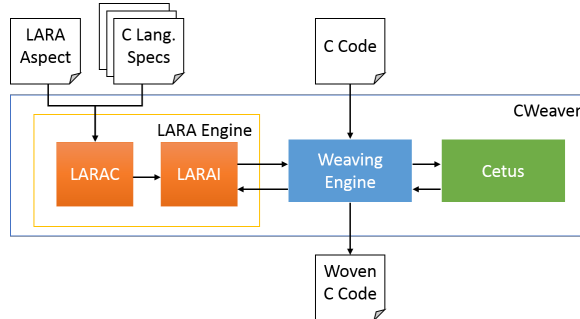 LARA
Aspect
C Lang.
Specs
C Code
CWeaver
LARA Engine
LARAC
LARAI
Weaving
Engine
Cetus
Woven
C Code